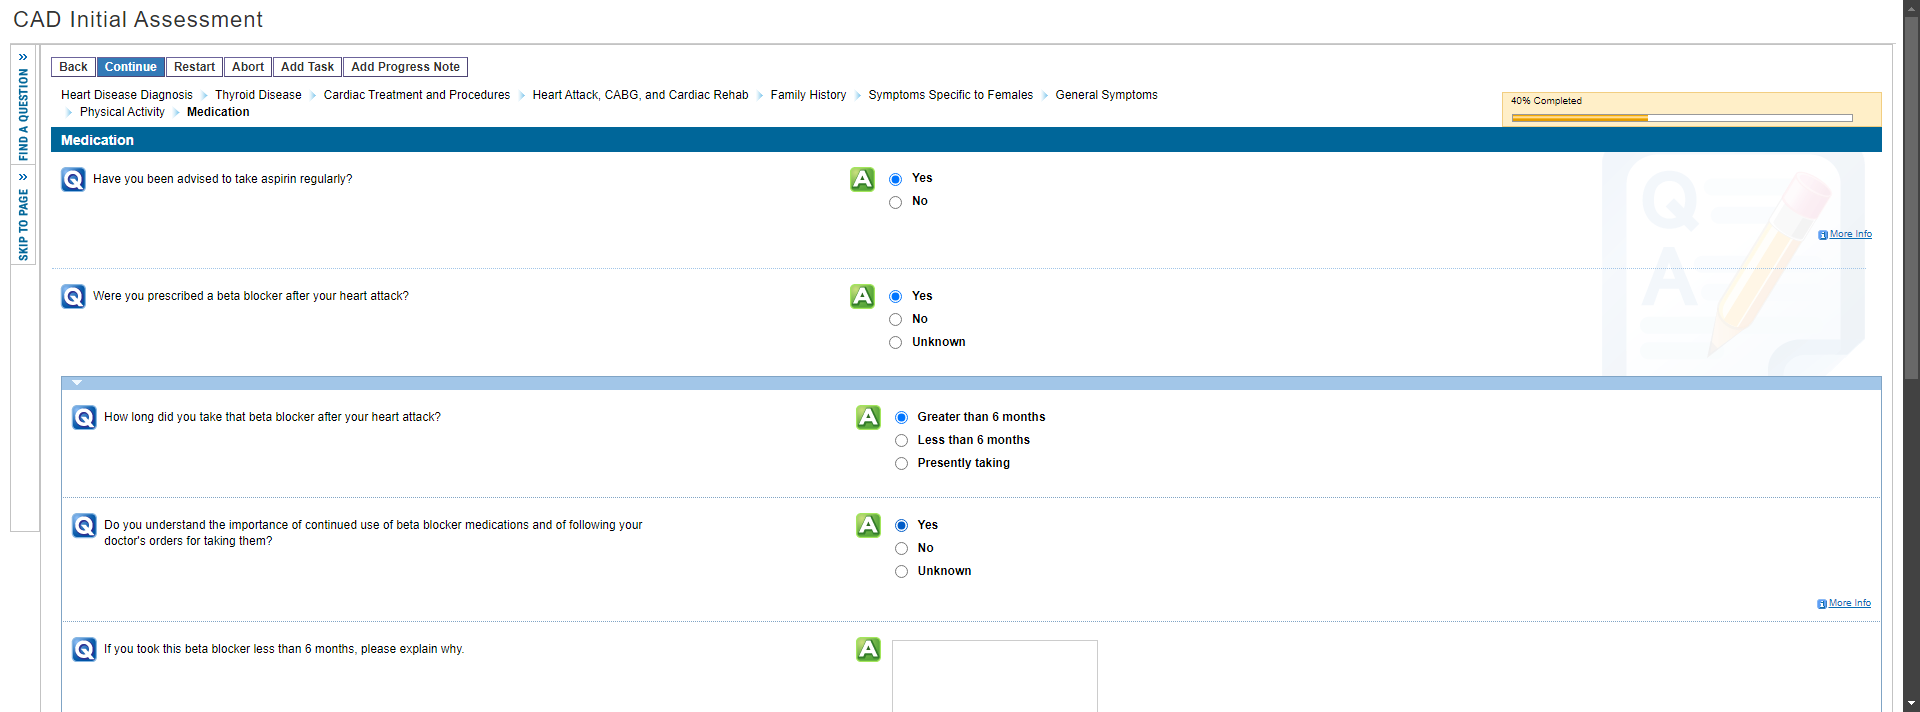 CAD Initial Assessment
FIND A QUESTION
SKIP TO PAGE
Back Continue Restart Abort Add Task Add Progress Note
Heart Disease Diagnosis Thyroid Disease Cardiac Treatment and Procedures Heart Attack, CABG, and Cardiac Rehab Family History Symptoms Specific to Females General Symptoms
Physical Activity Medication
40% Completed
Medication
Q Have you been advised to take aspirin regularly?
A Yes
No
More Info
Q Were you prescribed a beta blocker after your heart attack?
A Yes
No
Unknown
Q
A
Q How long did you take that beta blocker after your heart attack?
A Greater than 6 months
Less than 6 months
Presently taking
Q Do you understand the importance of continued use of beta blocker medications and of following your
doctor's orders for taking them?
A Yes
No
Unknown
More Info
Q If you took this beta blocker less than 6 months, please explain why.
A